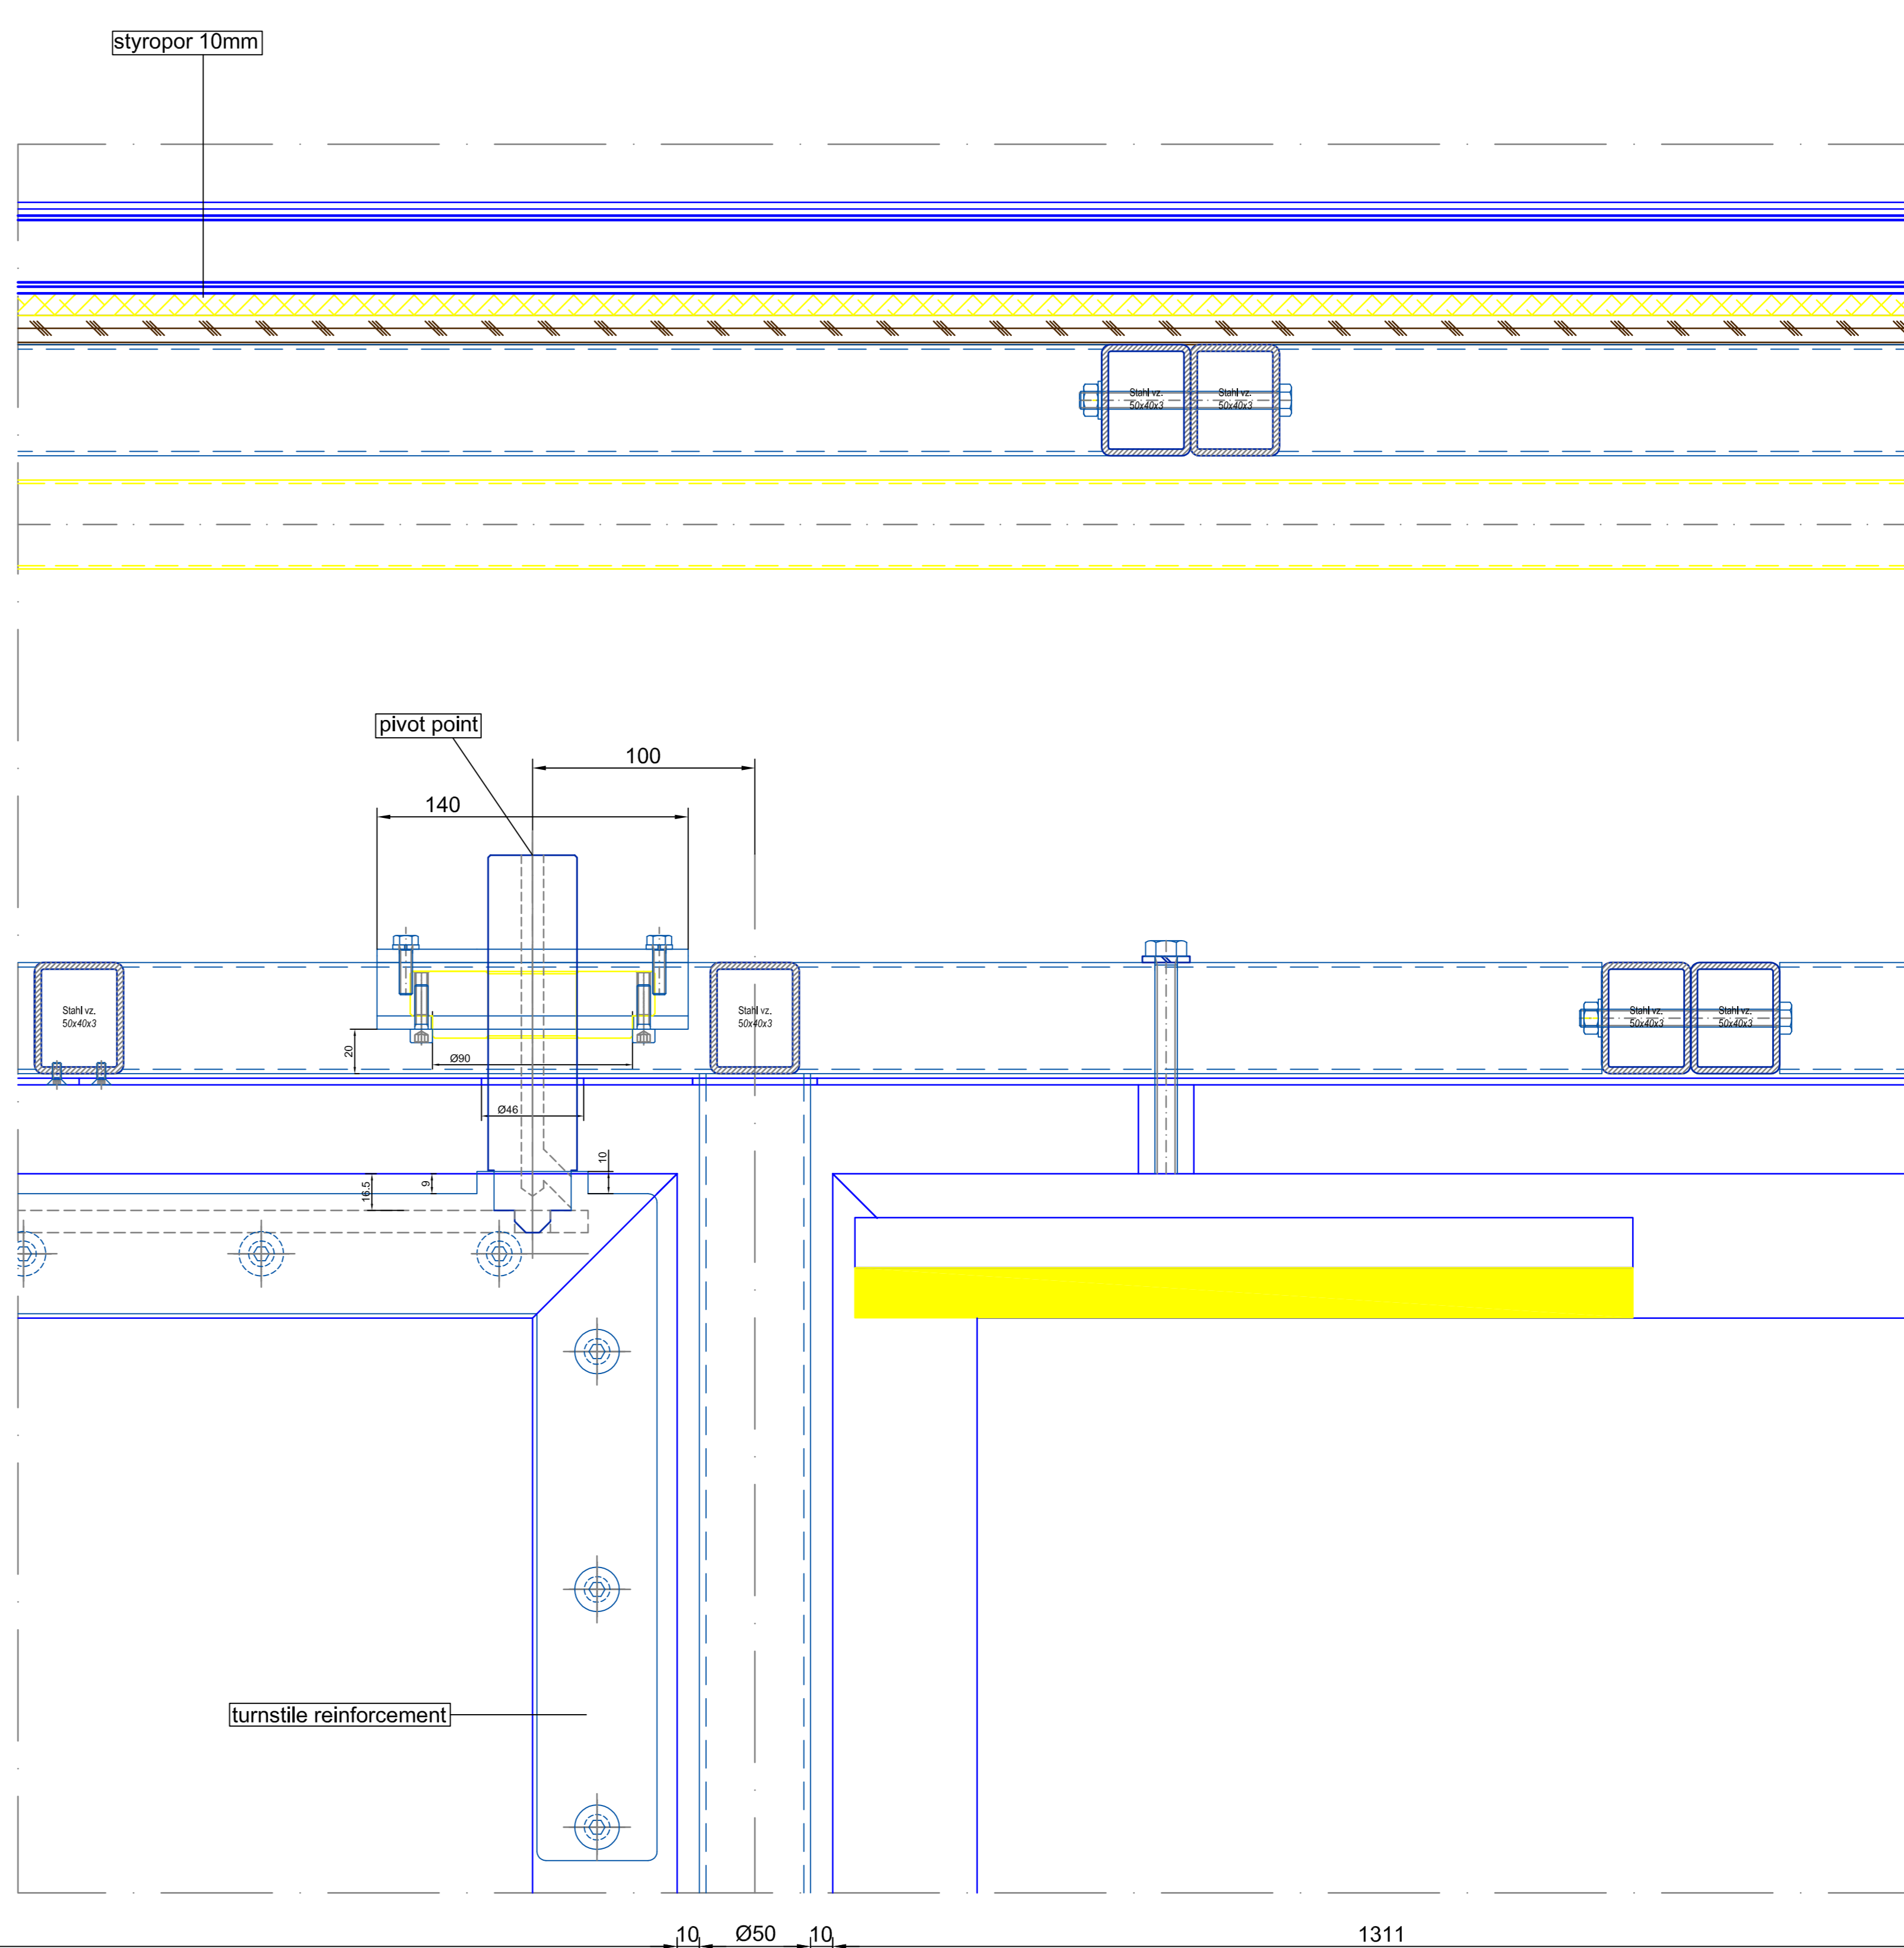 styropor 10mm
Stahl vz.
50x40x3
Stahl vz.
50x40x3
pivot point
100
140
Stahl vz.
50x40x3
Stahl vz.
50x40x3
Stahl vz.
50x40x3
Stahl vz.
50x40x3
20
Ø90
Ø46
10
16.5
9
turnstile reinforcement
10
Ø50
10
1311